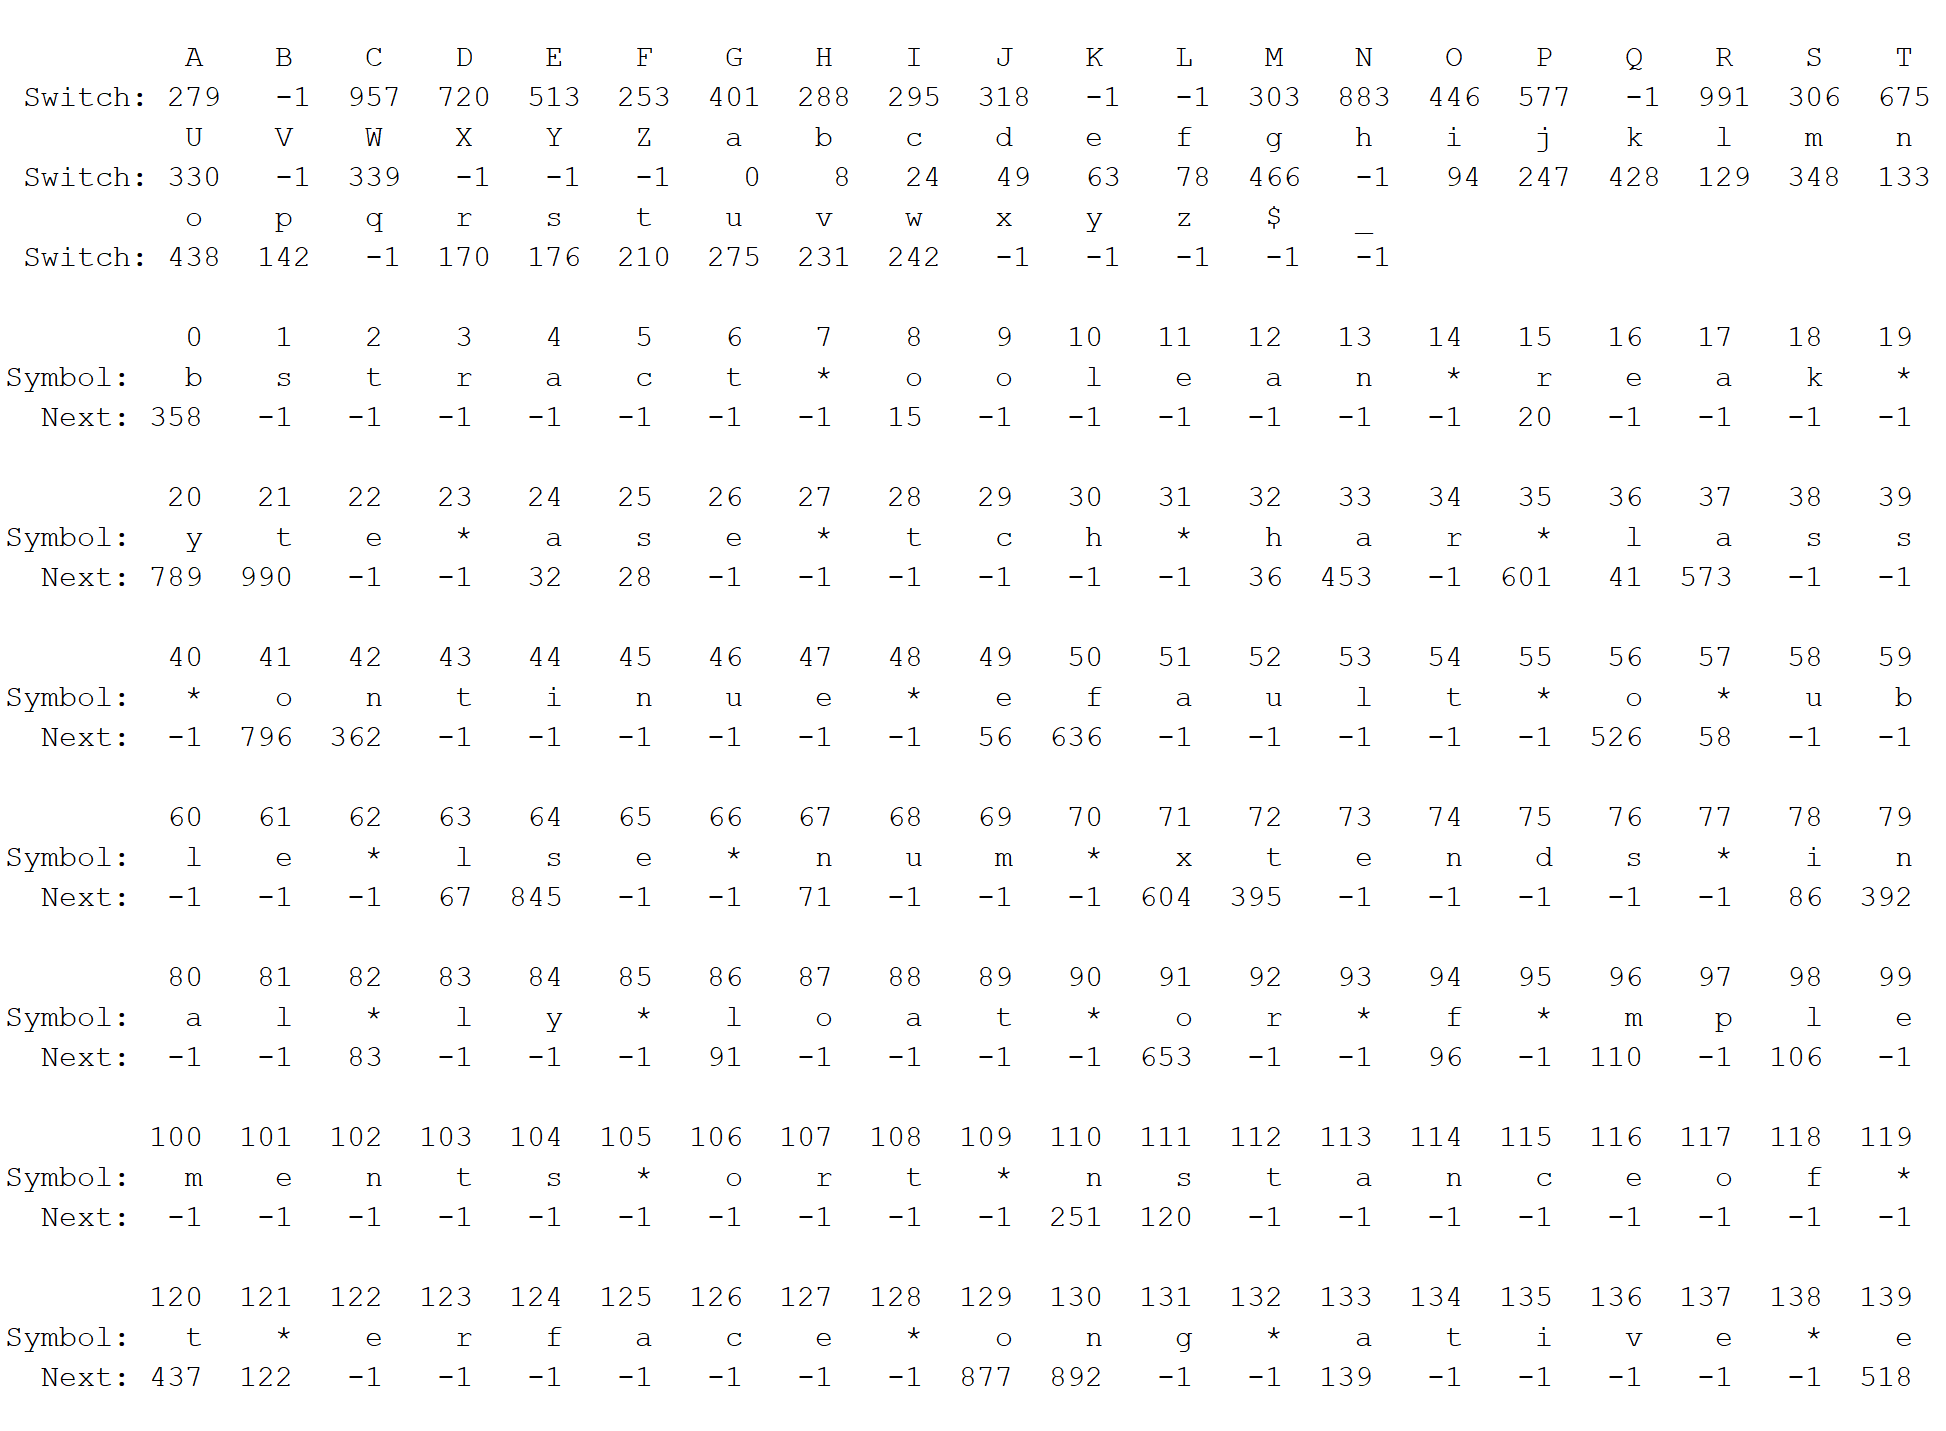 A B C D E F G H I J K L M N O P Q R S T
Switch: 279 -1 957 720 513 253 401 288 295 318 -1 -1 303 883 446 577 -1 991 306 675
U V W X Y Z a b c d e f g h i j k l m n
Switch: 330 -1 339 -1 -1 -1 0 8 24 49 63 78 466 -1 94 247 428 129 348 133
o p q r s t u v w x y z $ _
Switch: 438 142 -1 170 176 210 275 231 242 -1 -1 -1 -1 -1
0 1 2 3 4 5 6 7 8 9 10 11 12 13 14 15 16 17 18 19
Symbol: b s t r a c t * o o l e a n * r e a k *
Next: 358 -1 -1 -1 -1 -1 -1 -1 15 -1 -1 -1 -1 -1 -1 20 -1 -1 -1 -1
20 21 22 23 24 25 26 27 28 29 30 31 32 33 34 35 36 37 38 39
Symbol: y t e * a s e * t c h * h a r * l a s s
Next: 789 990 -1 -1 32 28 -1 -1 -1 -1 -1 -1 36 453 -1 601 41 573 -1 -1
40 41 42 43 44 45 46 47 48 49 50 51 52 53 54 55 56 57 58 59
Symbol: * o n t i n u e * e f a u l t * o * u b
Next: -1 796 362 -1 -1 -1 -1 -1 -1 56 636 -1 -1 -1 -1 -1 526 58 -1 -1
60 61 62 63 64 65 66 67 68 69 70 71 72 73 74 75 76 77 78 79
Symbol: l e * l s e * n u m * x t e n d s * i n
Next: -1 -1 -1 67 845 -1 -1 71 -1 -1 -1 604 395 -1 -1 -1 -1 -1 86 392
80 81 82 83 84 85 86 87 88 89 90 91 92 93 94 95 96 97 98 99
Symbol: a l * l y * l o a t * o r * f * m p l e
Next: -1 -1 83 -1 -1 -1 91 -1 -1 -1 -1 653 -1 -1 96 -1 110 -1 106 -1
100 101 102 103 104 105 106 107 108 109 110 111 112 113 114 115 116 117 118 119
Symbol: m e n t s * o r t * n s t a n c e o f *
Next: -1 -1 -1 -1 -1 -1 -1 -1 -1 -1 251 120 -1 -1 -1 -1 -1 -1 -1 -1
120 121 122 123 124 125 126 127 128 129 130 131 132 133 134 135 136 137 138 139
Symbol: t * e r f a c e * o n g * a t i v e * e
Next: 437 122 -1 -1 -1 -1 -1 -1 -1 877 892 -1 -1 139 -1 -1 -1 -1 -1 518